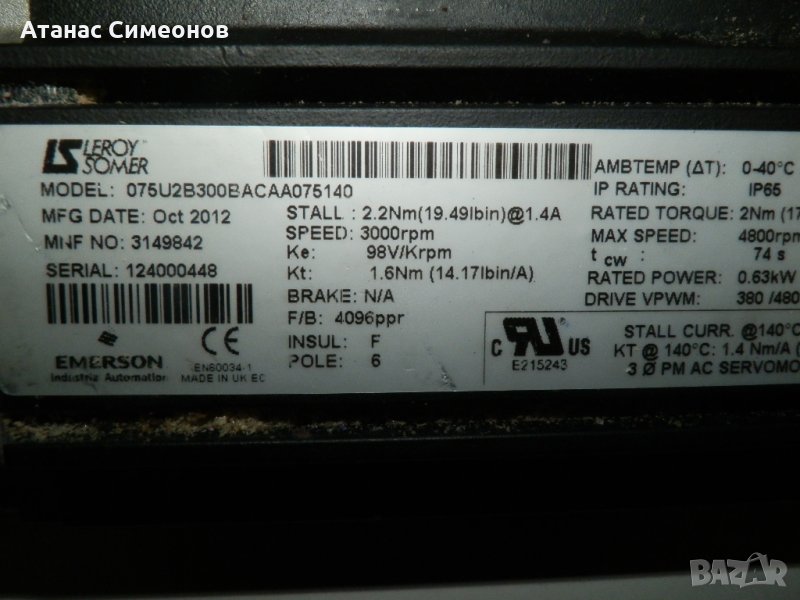 Атанас Симеонов
LS LEROY SOMER
MODEL: 075U2B300BACAA075140
MFG DATE: Oct 2012
MNF NO: 3149842
SERIAL: 124000448
EMERSON
Industrial Automation
CE
EN60034-1
MADE IN UK EC
STALL : 2.2Nm(19.49lbin)@1.4A
SPEED: 3000rpm
Ke: 98V/Krpm
Kt: 1.6Nm (14.17lbin/A)
BRAKE: N/A
F/B: 4096ppr
INSUL: F
POLE: 6
AMBTEMP (ΔT): 0-40°C
IP RATING: IP65
RATED TORQUE: 2Nm (17
MAX SPEED: 4800rpm
t cw: 74 s
RATED POWER: 0.63kW
DRIVE VPWM: 380 /480
c UR US
E215243
STALL CURR. @140°C
KT @ 140°C: 1.4 Nm/A (
3 Ø PM AC SERVOMO
BAZAR